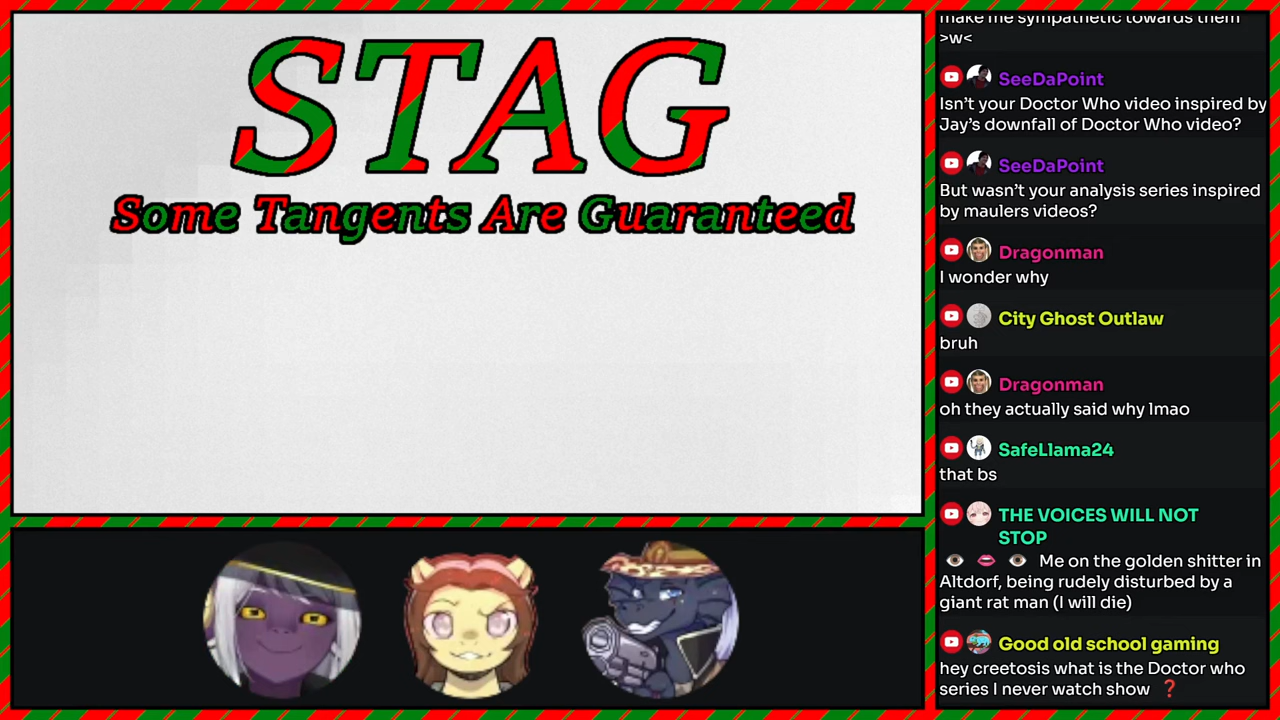 STAG
Some Tangents Are Guaranteed
make me sympathetic towards them
>w<
SeeDaPoint
Isn't your Doctor Who video inspired by
Jay's downfall of Doctor Who video?
SeeDaPoint
But wasn't your analysis series inspired
by maulers videos?
Dragonman
I wonder why
City Ghost Outlaw
bruh
Dragonman
oh they actually said why lmao
SafeLlama24
that bs
THE VOICES WILL NOT
STOP
👁️ 👄 👁️ Me on the golden shitter in
Altdorf, being rudely disturbed by a
giant rat man (I will die)
Good old school gaming
hey creetosis what is the Doctor who
series I never watch show ❓